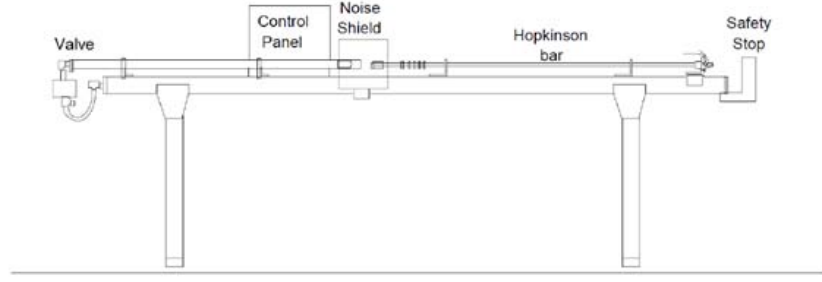 Valve
Control
Panel
Noise
Shield
Hopkinson
bar
Safety
Stop